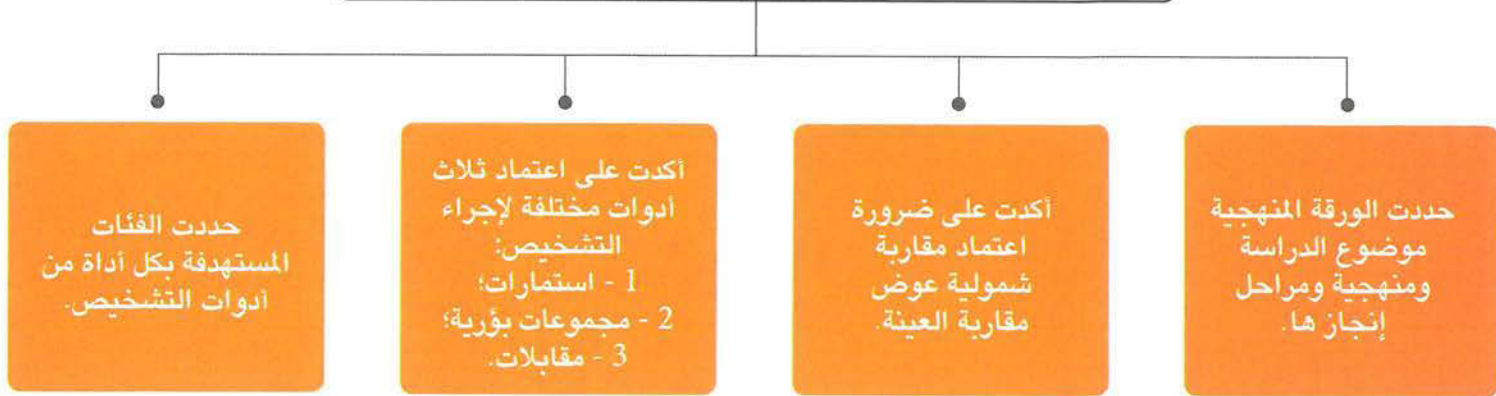 حددت الورقة المنهجية
موضوع الدراسة
ومنهجية ومراحل
إنجاز ها.
أكدت على ضرورة
اعتماد مقاربة
شمولية عوض
مقاربة العينة.
أكدت على اعتماد ثلاث
أدوات مختلفة لإجراء
التشخيص:
1 - استمارات؛
2 - مجموعات بؤرية؛
3 - مقابلات.
حددت الفئات
المستهدفة بكل أداة من
أدوات التشخيص.